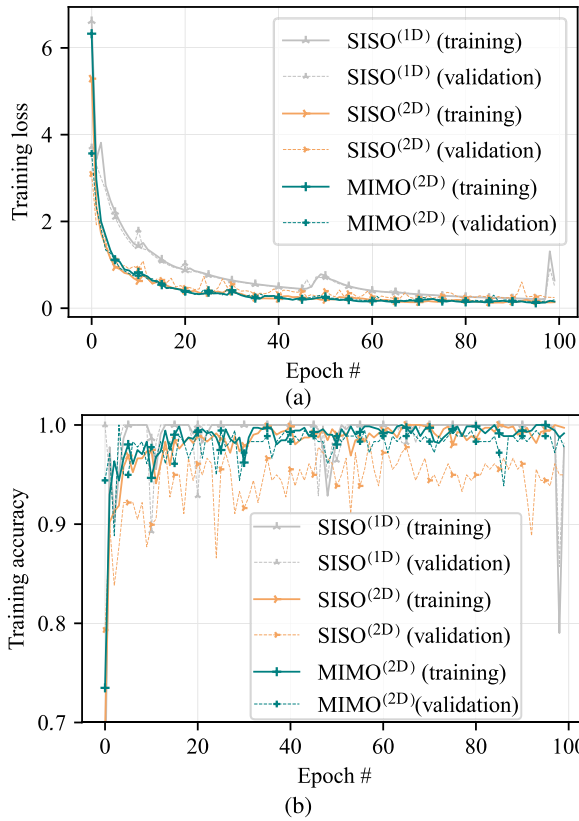 6
4
2
0
Training loss
SISO(1D) (training)
SISO(1D) (validation)
SISO(2D) (training)
SISO(2D) (validation)
MIMO(2D) (training)
MIMO(2D) (validation)
0 20 40 60 80 100
Epoch #
(a)
1.0
0.9
0.8
0.7
Training accuracy
SISO(1D) (training)
SISO(1D) (validation)
SISO(2D) (training)
SISO(2D) (validation)
MIMO(2D) (training)
MIMO(2D)(validation)
0 20 40 60 80 100
Epoch #
(b)